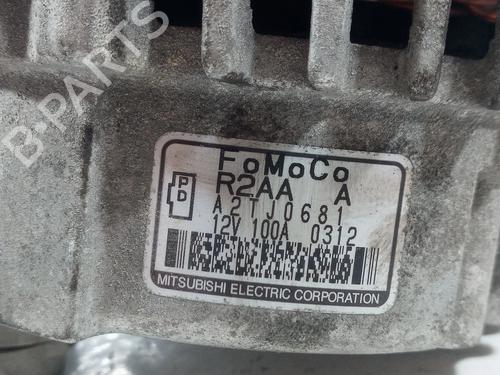 B-PARTS
FoMoCo
R2AA A
P
D
A2TJ0681
12V 100A 0312
MITSUBISHI ELECTRIC CORPORATION